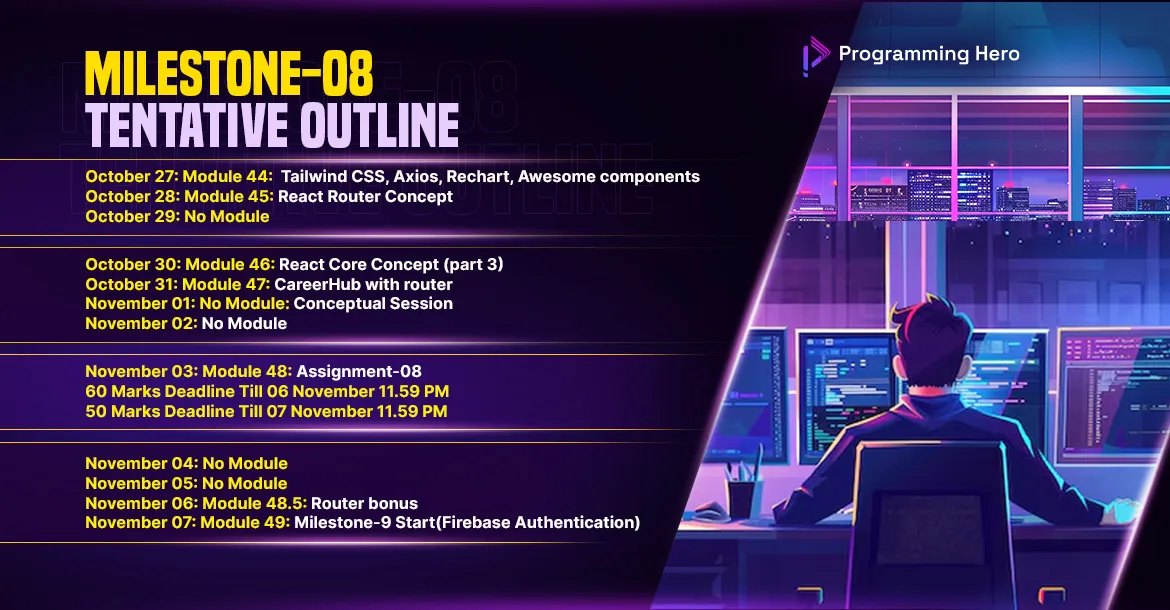 Programming Hero
MILESTONE-08
TENTATIVE OUTLINE
October 27: Module 44: Tailwind CSS, Axios, Rechart, Awesome components
October 28: Module 45: React Router Concept
October 29: No Module
October 30: Module 46: React Core Concept (part 3)
October 31: Module 47: CareerHub with router
November 01: No Module: Conceptual Session
November 02: No Module
November 03: Module 48: Assignment-08
60 Marks Deadline Till 06 November 11.59 PM
50 Marks Deadline Till 07 November 11.59 PM
November 04: No Module
November 05: No Module
November 06: Module 48.5: Router bonus
November 07: Module 49: Milestone-9 Start(Firebase Authentication)